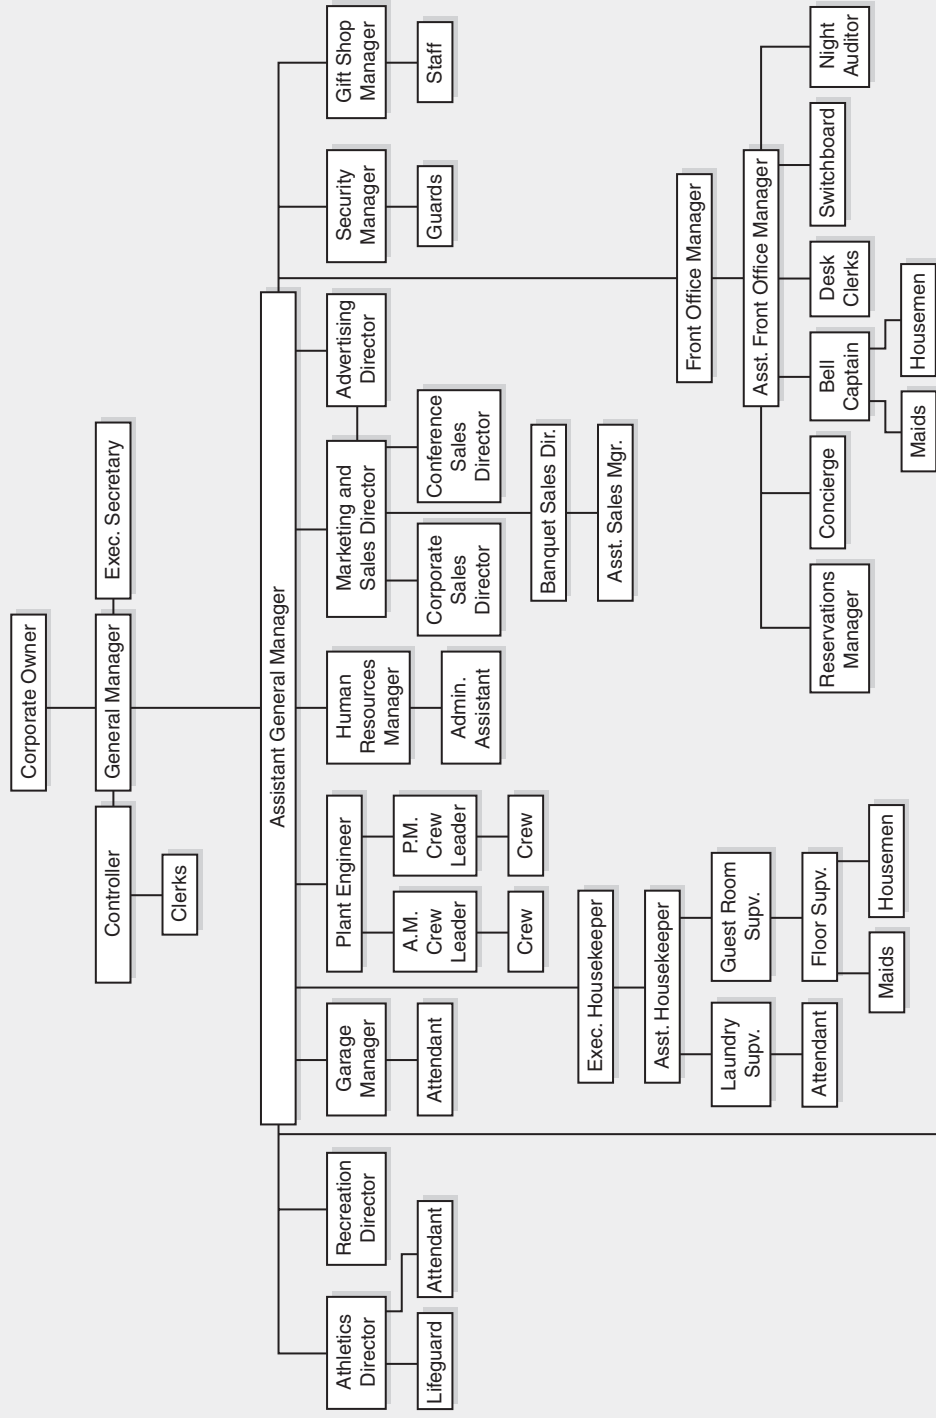 Corporate Owner
Controller
General Manager
Exec. Secretary
Clerks
Assistant General Manager
Athletics
Director
Recreation
Director
Garage
Manager
Plant Engineer
Human
Resources
Manager
Marketing and
Sales Director
Advertising
Director
Security
Manager
Gift Shop
Manager
Lifeguard
Attendant
Attendant
A.M.
Crew
Leader
P.M.
Crew
Leader
Admin.
Assistant
Corporate
Sales
Director
Conference
Sales
Director
Guards
Staff
Crew
Crew
Banquet Sales Dir.
Asst. Sales Mgr.
Exec. Housekeeper
Asst. Housekeeper
Laundry
Supv.
Guest Room
Supv.
Attendant
Floor Supv.
Maids
Housemen
Front Office Manager
Asst. Front Office Manager
Reservations
Manager
Concierge
Bell
Captain
Desk
Clerks
Switchboard
Night
Auditor
Maids
Housemen